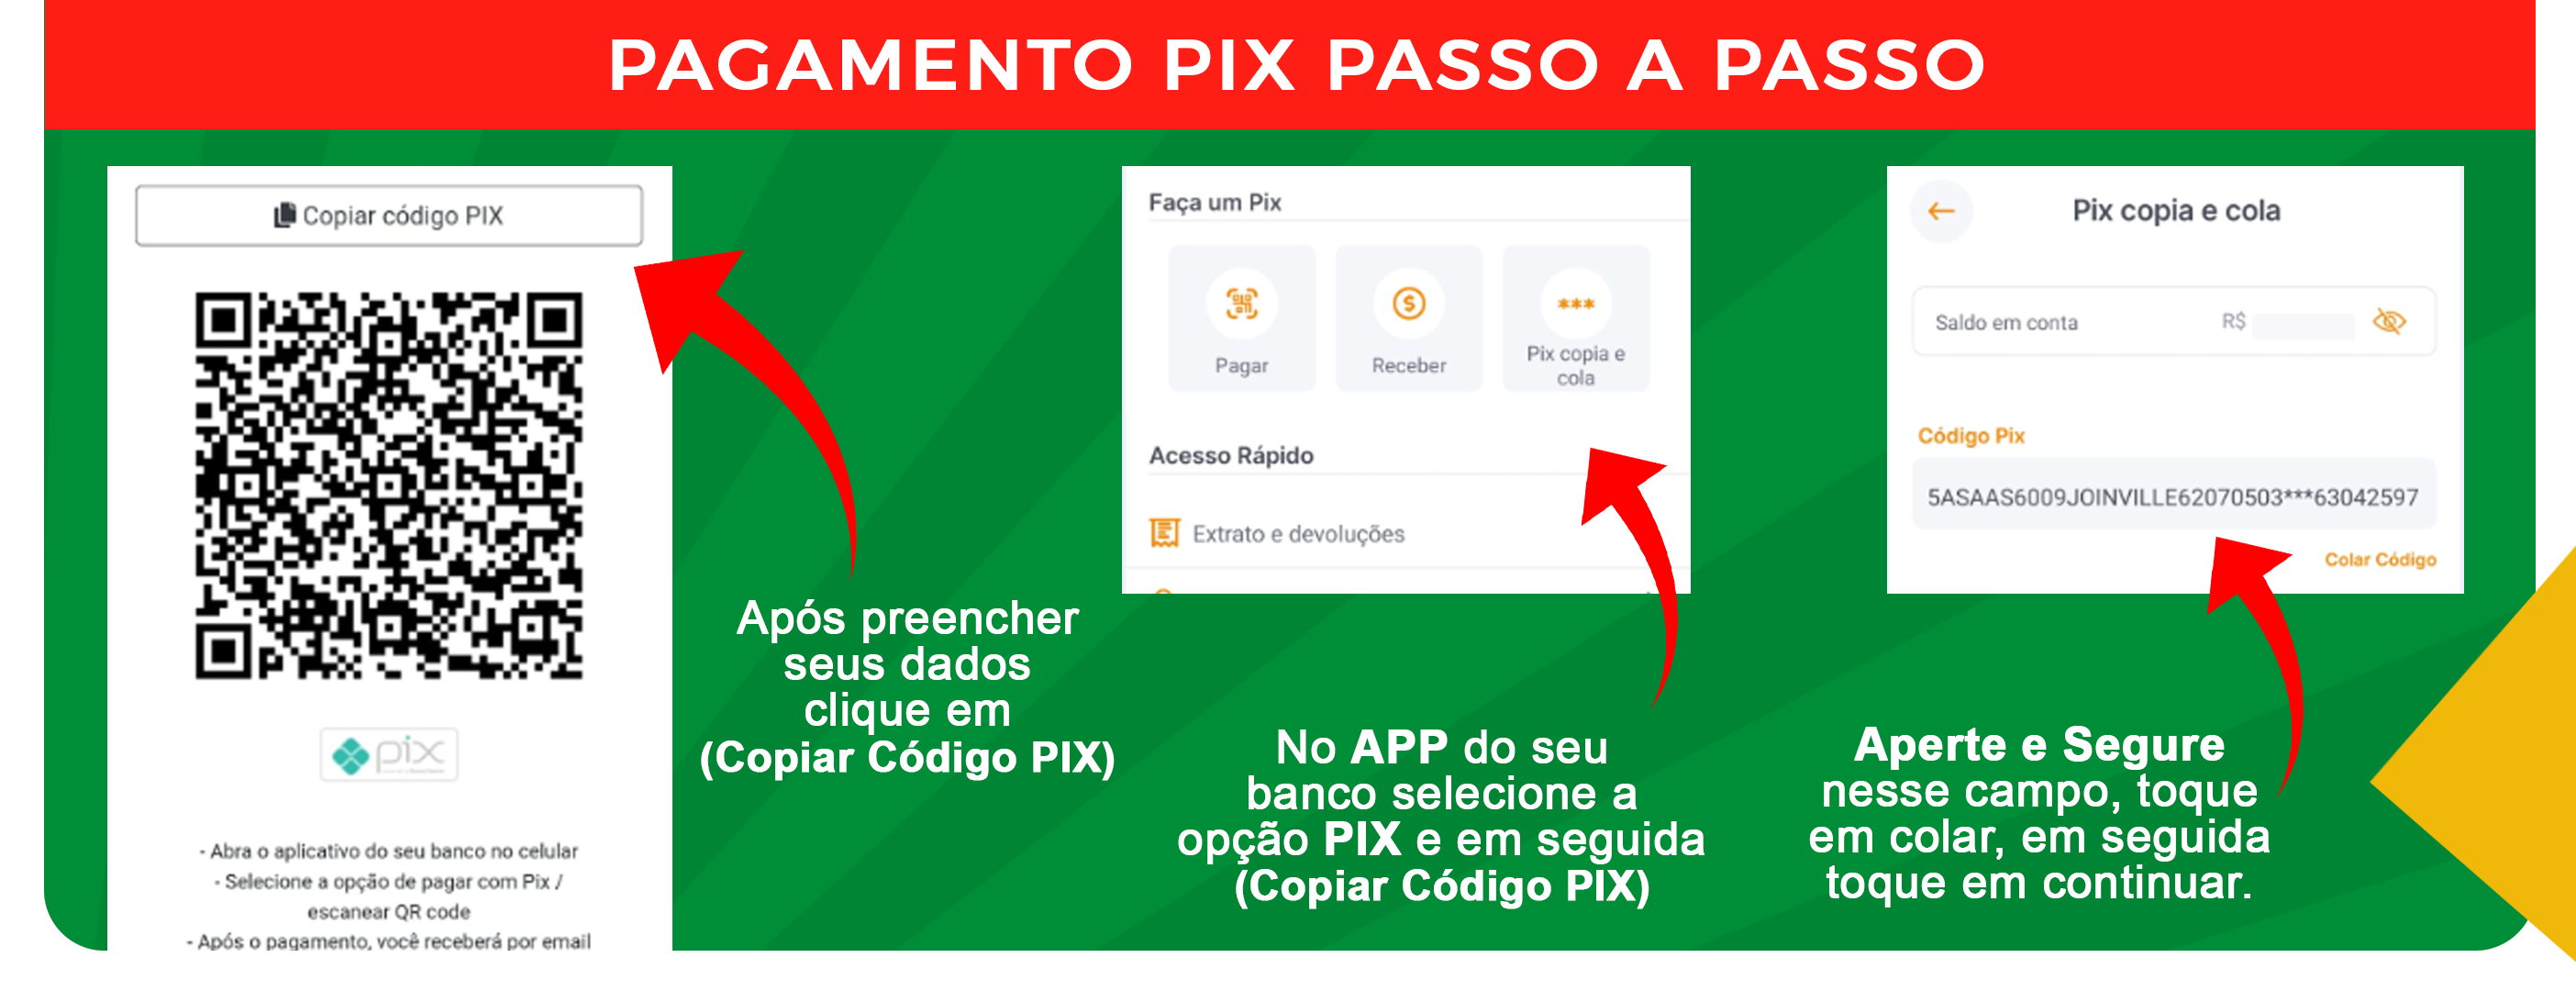 PAGAMENTO PIX PASSO A PASSO
Copiar código PIX
pix
- Abra o aplicativo do seu banco no celular
- Selecione a opção de pagar com Pix /
escanear QR code
- Após o pagamento, você receberá por email
Após preencher
seus dados
clique em
(Copiar Código PIX)
Faça um Pix
Pagar
Receber
Pix copia e
cola
Acesso Rápido
Extrato e devoluções
No APP do seu
banco selecione a
opção PIX e em seguida
(Copiar Código PIX)
Pix copia e cola
Saldo em conta R$
Código Pix
5ASAAS6009JOINVILLE62070503***63042597
Colar Código
Aperte e Segure
nesse campo, toque
em colar, em seguida
toque em continuar.